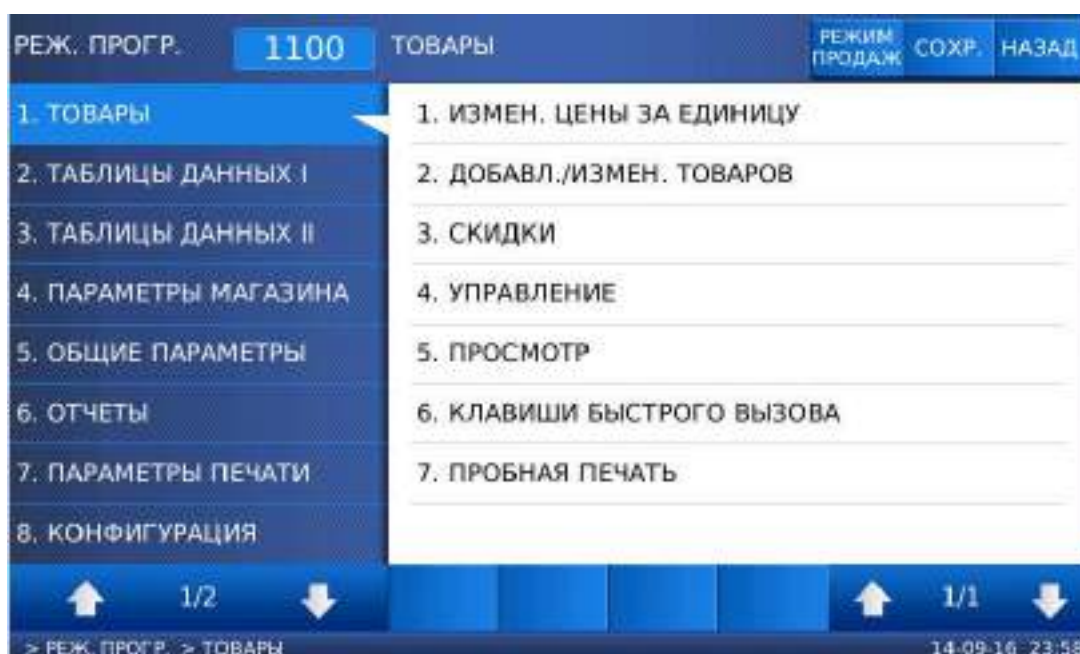 РЕЖ. ПРОГР. 1100 ТОВАРЫ РЕЖИМ ПРОДАЖ СОХР. НАЗАД
1. ТОВАРЫ
2. ТАБЛИЦЫ ДАННЫХ I
3. ТАБЛИЦЫ ДАННЫХ II
4. ПАРАМЕТРЫ МАГАЗИНА
5. ОБЩИЕ ПАРАМЕТРЫ
6. ОТЧЕТЫ
7. ПАРАМЕТРЫ ПЕЧАТИ
8. КОНФИГУРАЦИЯ
1. ИЗМЕН. ЦЕНЫ ЗА ЕДИНИЦУ
2. ДОБАВЛ./ИЗМЕН. ТОВАРОВ
3. СКИДКИ
4. УПРАВЛЕНИЕ
5. ПРОСМОТР
6. КЛАВИШИ БЫСТРОГО ВЫЗОВА
7. ПРОБНАЯ ПЕЧАТЬ
1/2 1/1
> РЕЖ. ПРОГР. > ТОВАРЫ 14-09-16 23:58